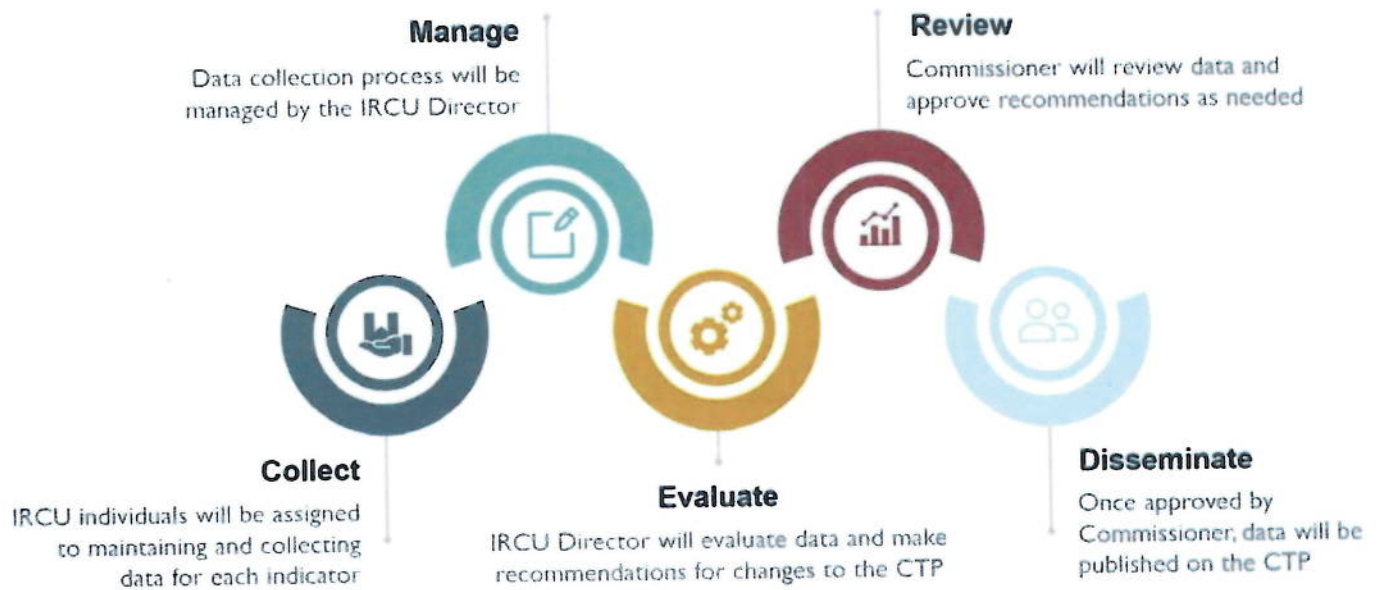 Manage
Data collection process will be
managed by the IRCU Director
Review
Commissioner will review data and
approve recommendations as needed
Collect
IRCU individuals will be assigned
to maintaining and collecting
data for each indicator
Evaluate
IRCU Director will evaluate data and make
recommendations for changes to the CTP
Disseminate
Once approved by
Commissioner, data will be
published on the CTP